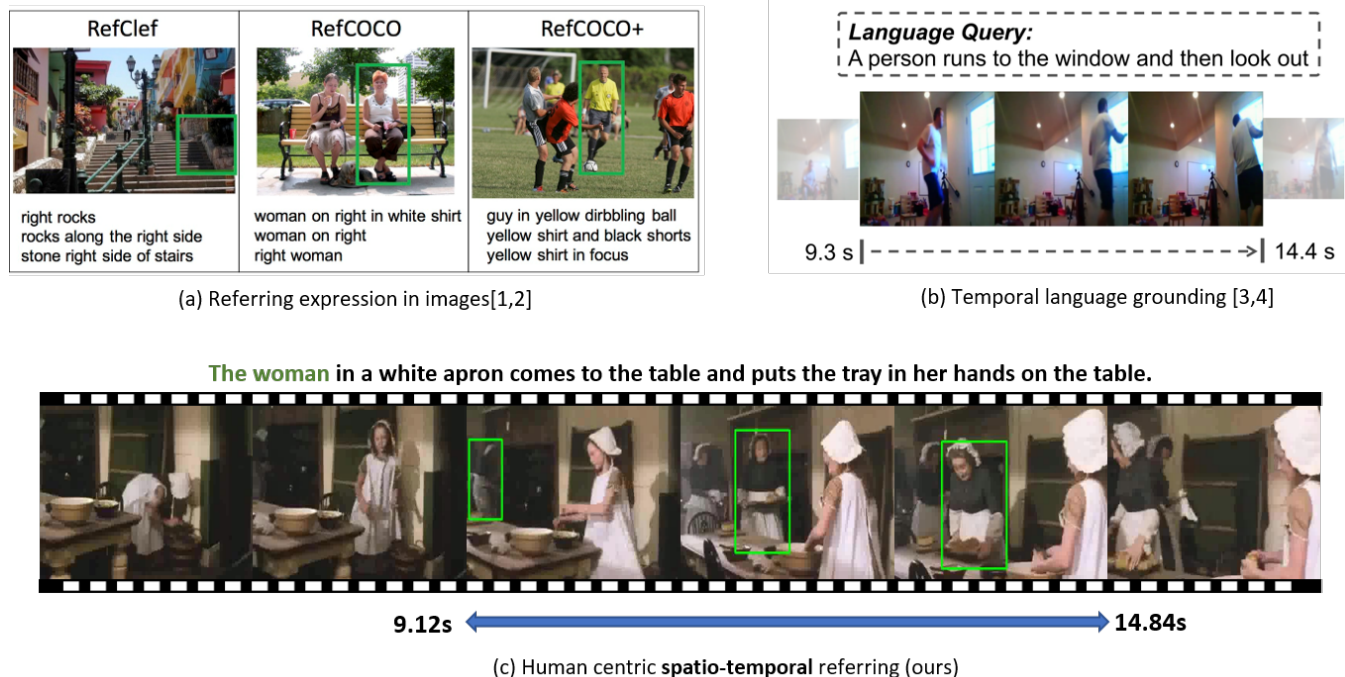 RefClef
RefCOCO
RefCOCO+
right rocks
rocks along the right side
stone right side of stairs
woman on right in white shirt
woman on right
right woman
guy in yellow dirbbling ball
yellow shirt and black shorts
yellow shirt in focus
(a) Referring expression in images[1,2]
Language Query:
A person runs to the window and then look out
9.3 s
14.4 s
(b) Temporal language grounding [3,4]
The woman in a white apron comes to the table and puts the tray in her hands on the table.
9.12s
14.84s
(c) Human centric spatio-temporal referring (ours)